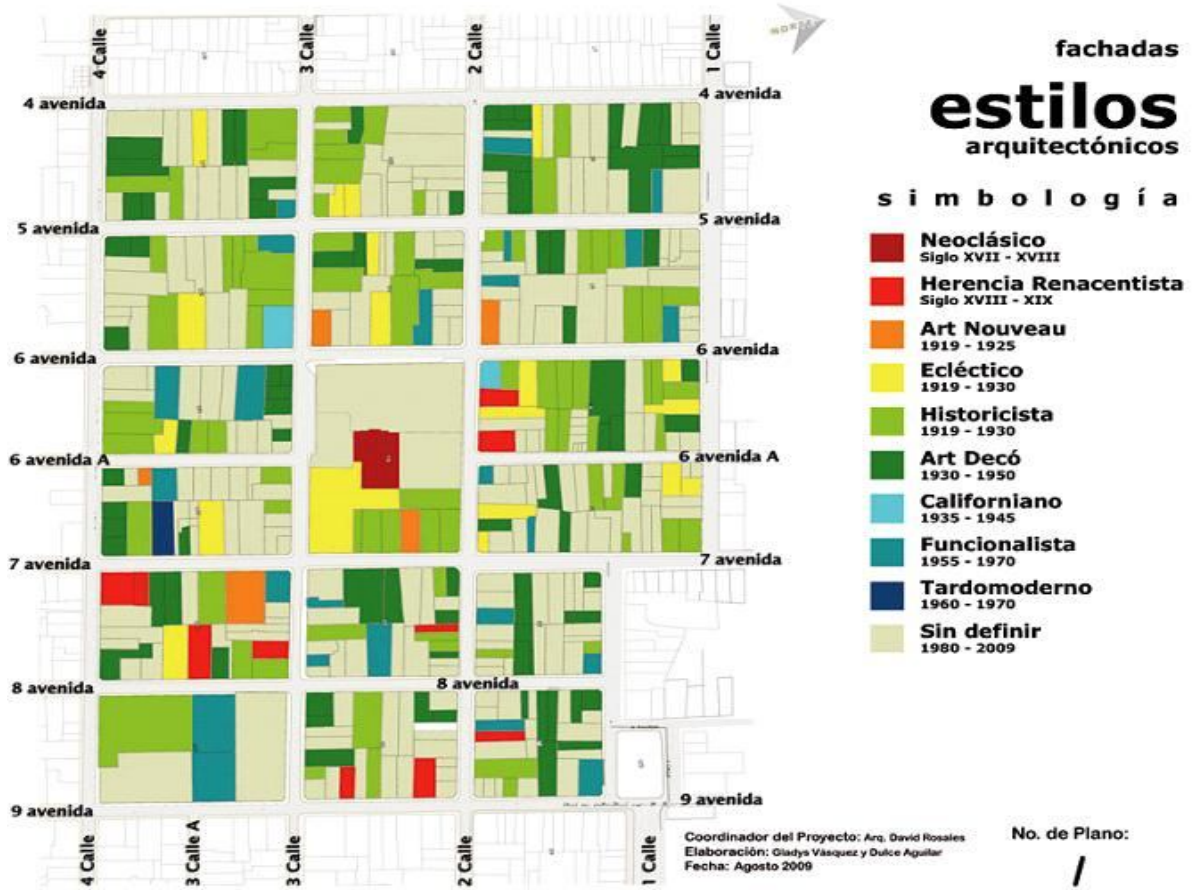 4 Calle
3 Calle
2 Calle
1 Calle
NORTE
4 avenida
4 avenida
5 avenida
5 avenida
6 avenida
6 avenida
6 avenida A
6 avenida A
7 avenida
7 avenida
8 avenida
8 avenida
9 avenida
9 avenida
4 Calle
3 Calle A
3 Calle
2 Calle
1 Calle
fachadas
estilos
arquitectónicos
simbología
Neoclásico
Siglo XVII - XVIII
Herencia Renacentista
Siglo XVIII - XIX
Art Nouveau
1919 - 1925
Ecléctico
1919 - 1930
Historicista
1919 - 1930
Art Decó
1930 - 1950
Californiano
1935 - 1945
Funcionalista
1955 - 1970
Tardomoderno
1960 - 1970
Sin definir
1980 - 2009
Coordinador del Proyecto: Arq. David Rosales
Elaboración: Gladys Vásquez y Dulce Aguilar
Fecha: Agosto 2009
No. de Plano:
/